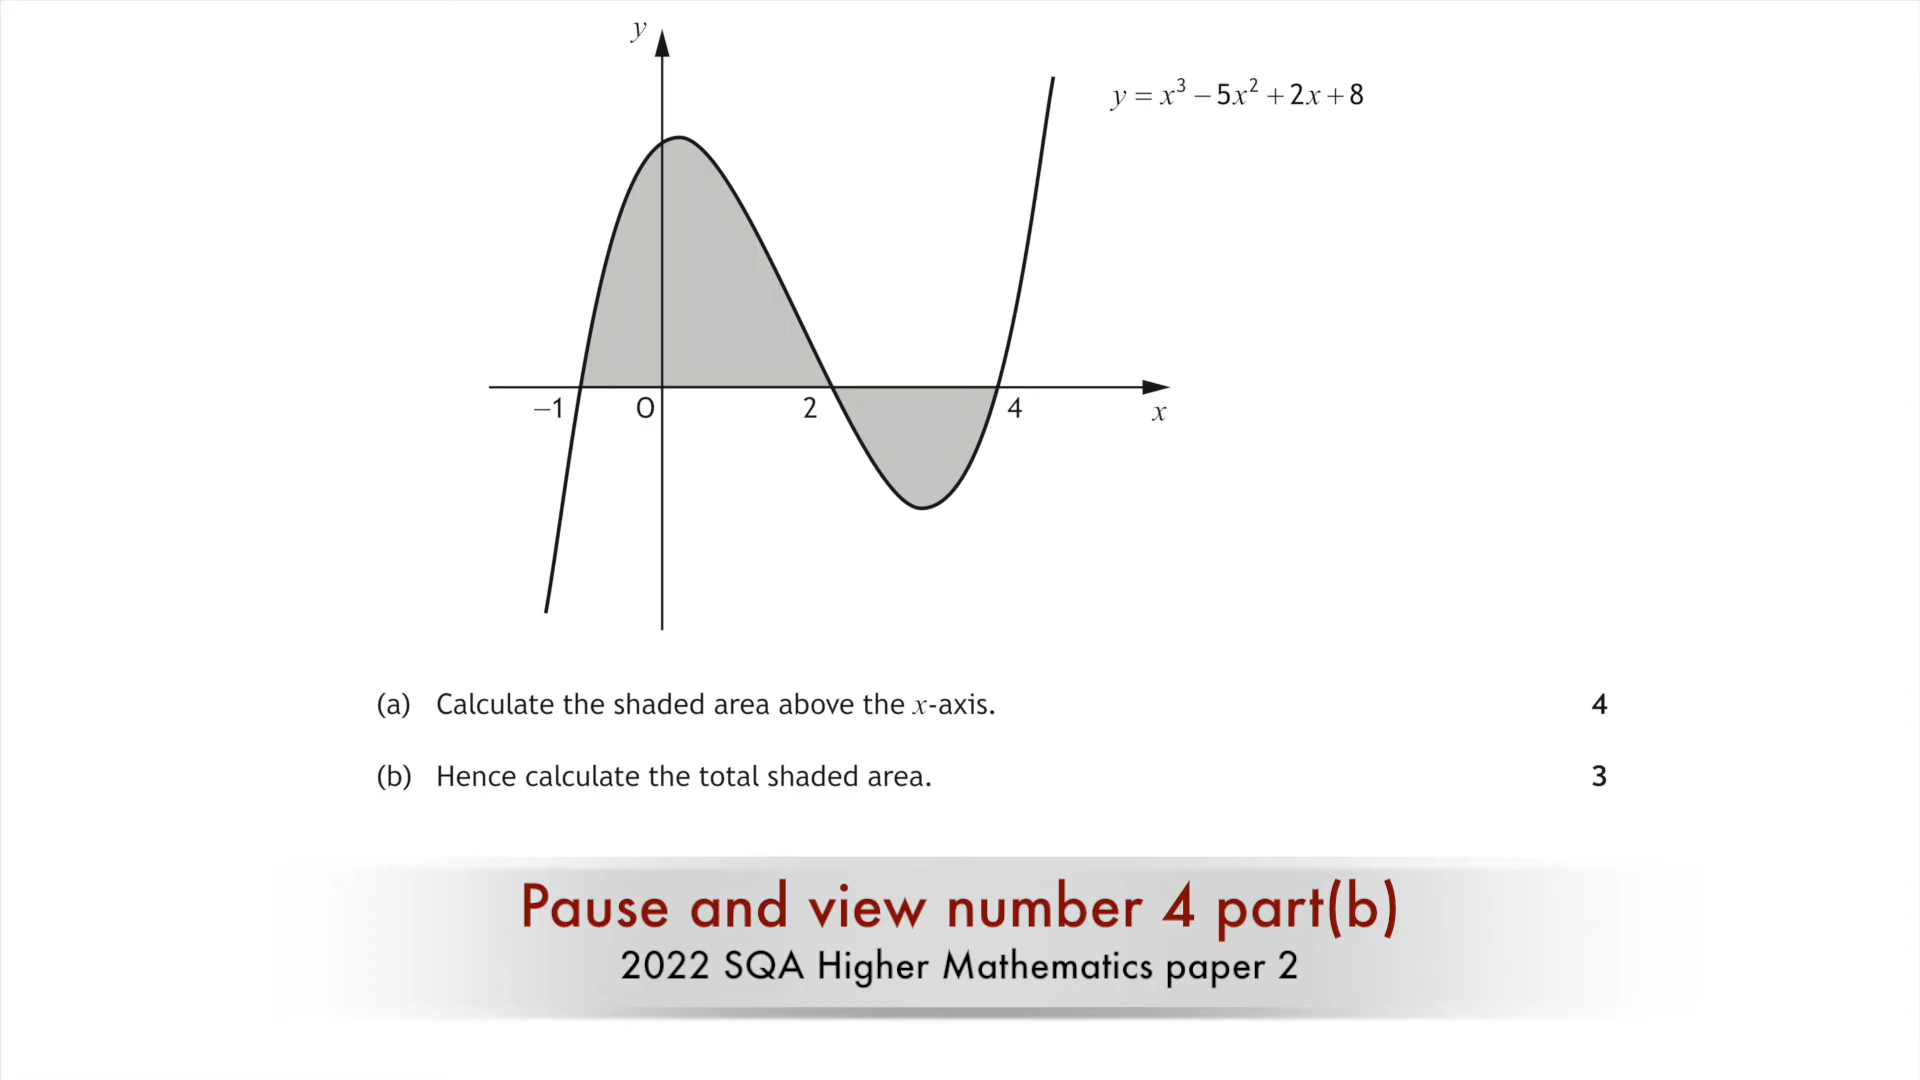 y
y = x³ − 5x² + 2x + 8
−1 O 2 4
x
(a) Calculate the shaded area above the x-axis. 4
(b) Hence calculate the total shaded area. 3
Pause and view number 4 part(b)
2022 SQA Higher Mathematics paper 2